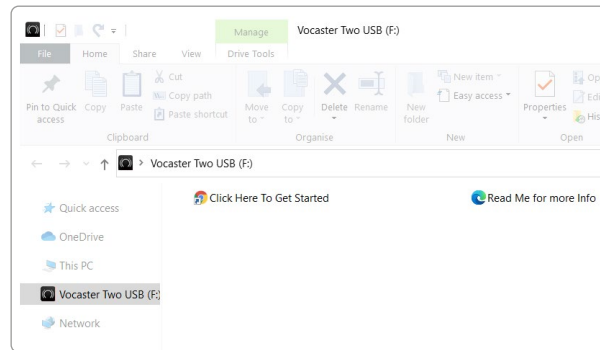 Manage
Vocaster Two USB (F:)
File
Home
Share
View
Drive Tools
Pin to Quick access
Copy
Paste
Cut
Copy path
Paste shortcut
Move to
Copy to
Delete
Rename
New folder
New item
Easy access
Properties
Op
Edi
His
Clipboard
Organise
New
Open
Vocaster Two USB (F:)
Quick access
OneDrive
This PC
Vocaster Two USB (F:)
Network
Click Here To Get Started
Read Me for more Info